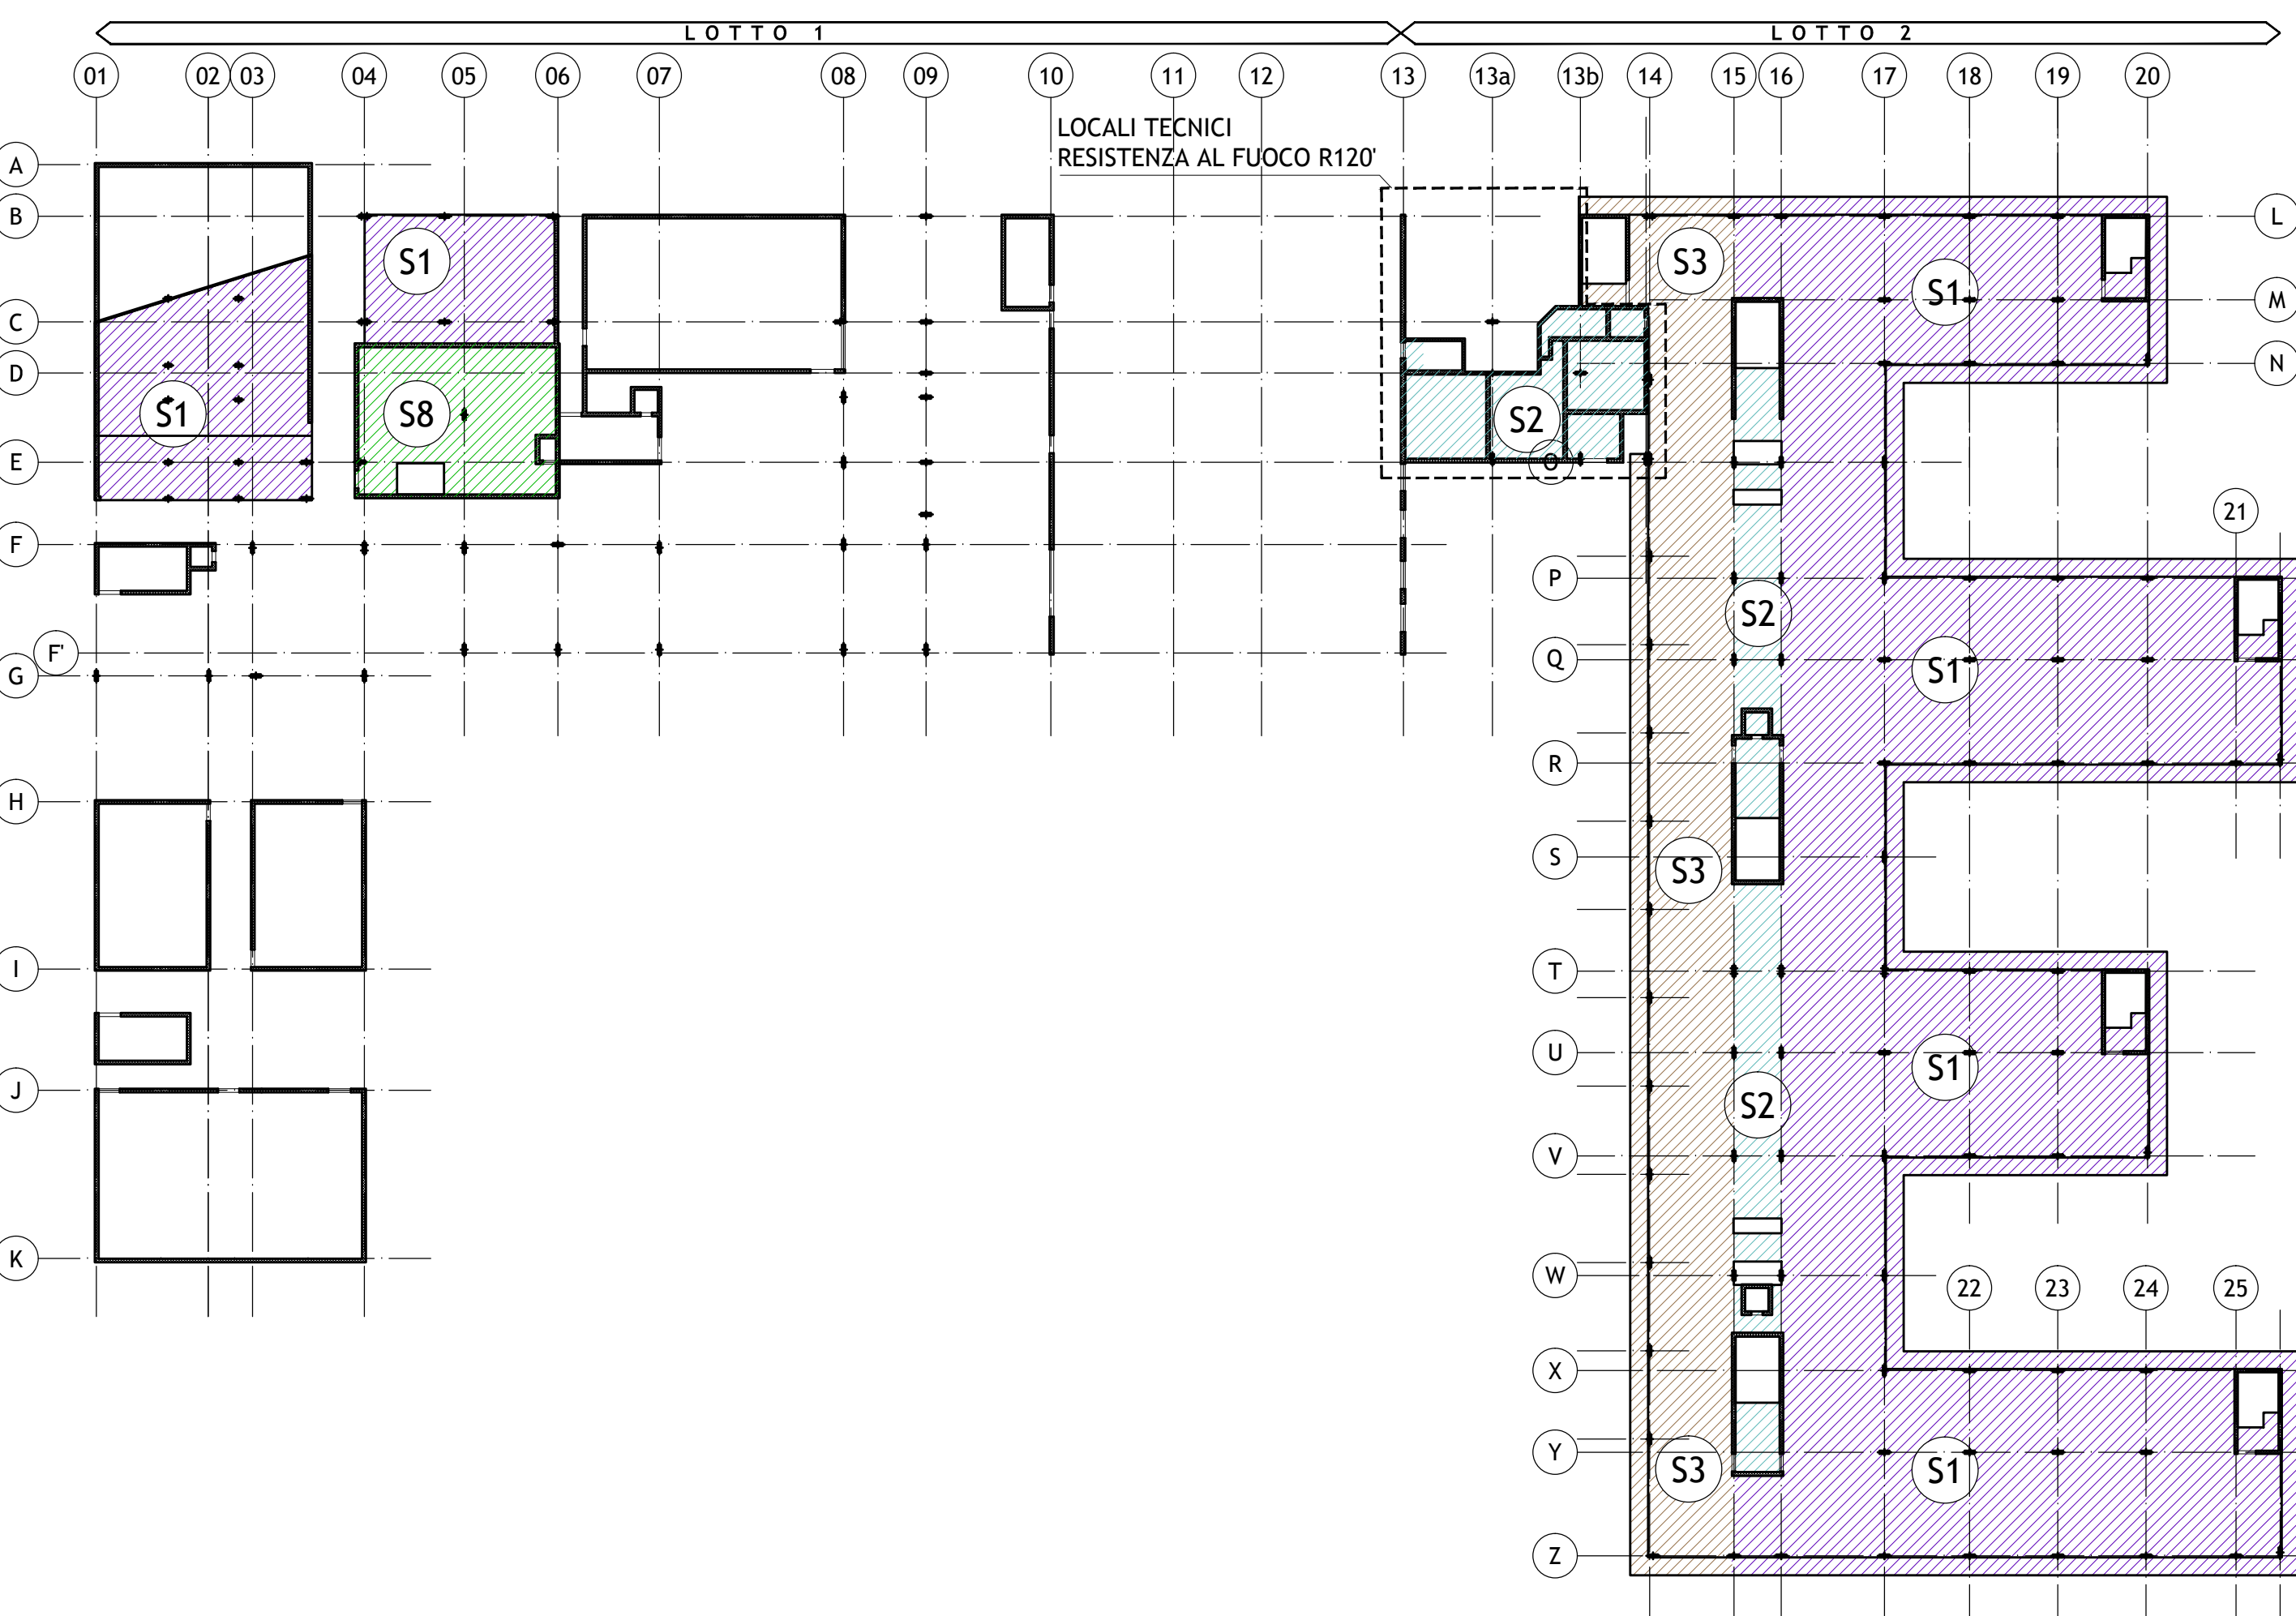 LOTTO 1
LOTTO 2
01 02 03 04 05 06 07 08 09 10 11 12 13 13a 13b 14 15 16 17 18 19 20
LOCALI TECNICI
RESISTENZA AL FUOCO R120'
A
B
L
S1
S3
S1
M
C
N
D
S1
S8
S2
E
O
21
F
P
S2
F'
Q
S1
G
R
H
S
S3
I
T
U
S1
J
S2
V
K
W
22 23 24 25
X
Y
S3
S1
Z